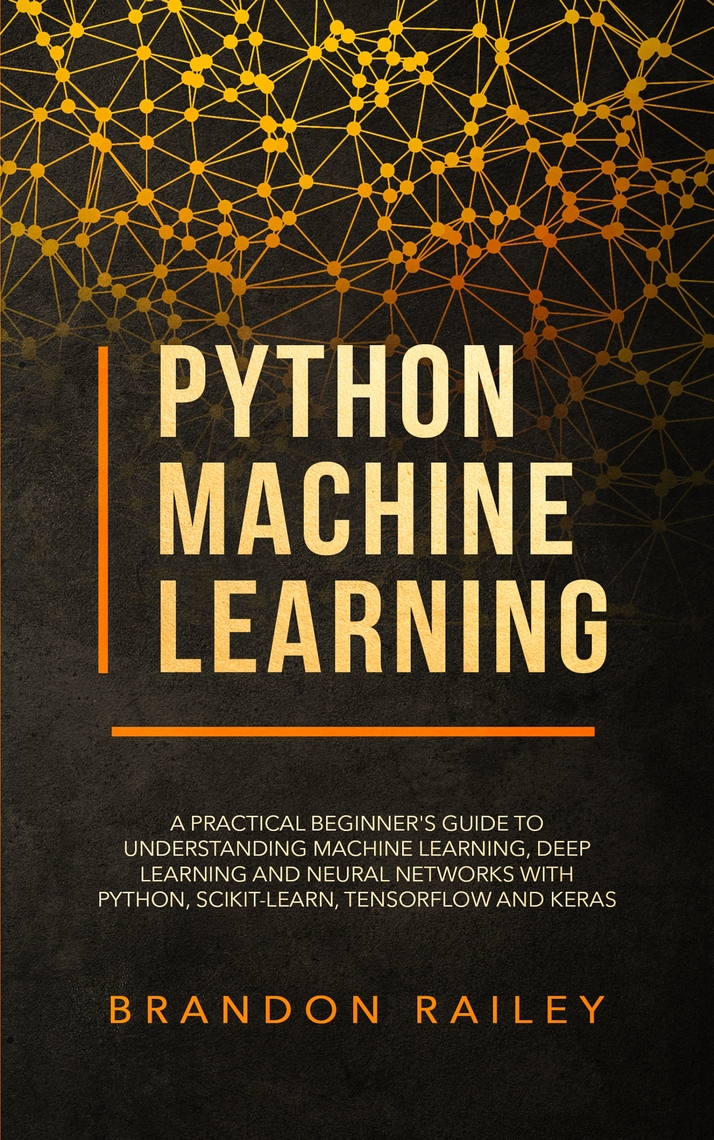 PYTHON
MACHINE
LEARNING
A PRACTICAL BEGINNER'S GUIDE TO
UNDERSTANDING MACHINE LEARNING, DEEP
LEARNING AND NEURAL NETWORKS WITH
PYTHON, SCIKIT-LEARN, TENSORFLOW AND KERAS
BRANDON RAILEY